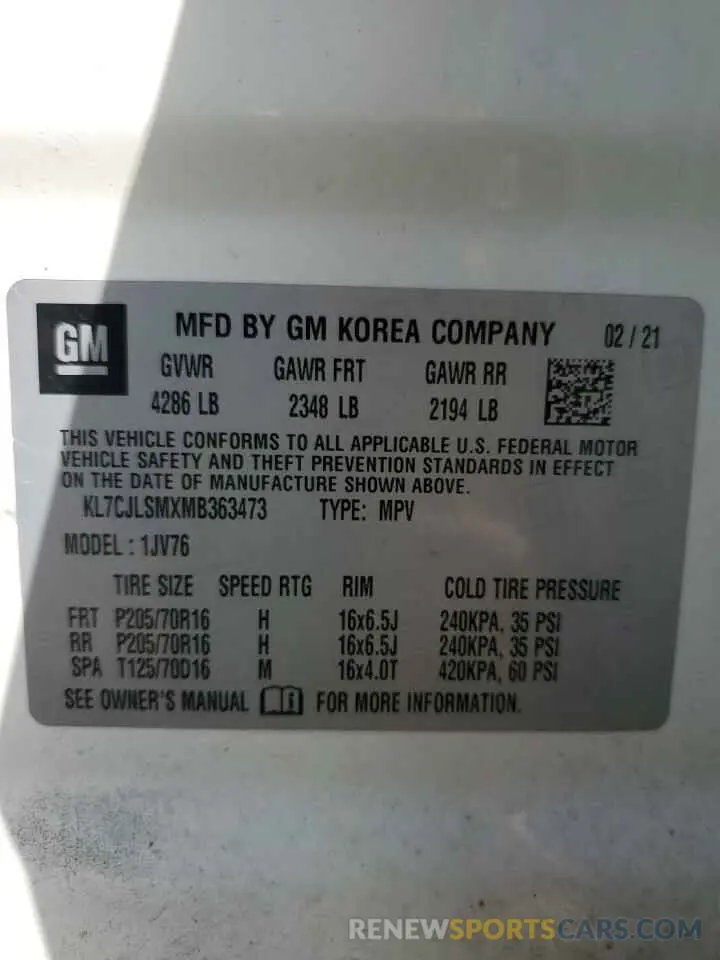 GM MFD BY GM KOREA COMPANY 02 / 21
GVWR GAWR FRT GAWR RR
4286 LB 2348 LB 2194 LB
THIS VEHICLE CONFORMS TO ALL APPLICABLE U.S. FEDERAL MOTOR
VEHICLE SAFETY AND THEFT PREVENTION STANDARDS IN EFFECT
ON THE DATE OF MANUFACTURE SHOWN ABOVE.
KL7CJLSMXMB363473 TYPE: MPV
MODEL : 1JV76
TIRE SIZE SPEED RTG RIM COLD TIRE PRESSURE
FRT P205/70R16 H 16x6.5J 240KPA, 35 PSI
RR P205/70R16 H 16x6.5J 240KPA, 35 PSI
SPA T125/70D16 M 16x4.0T 420KPA, 60 PSI
SEE OWNER'S MANUAL FOR MORE INFORMATION.
RENEWSPORTSCARS.COM